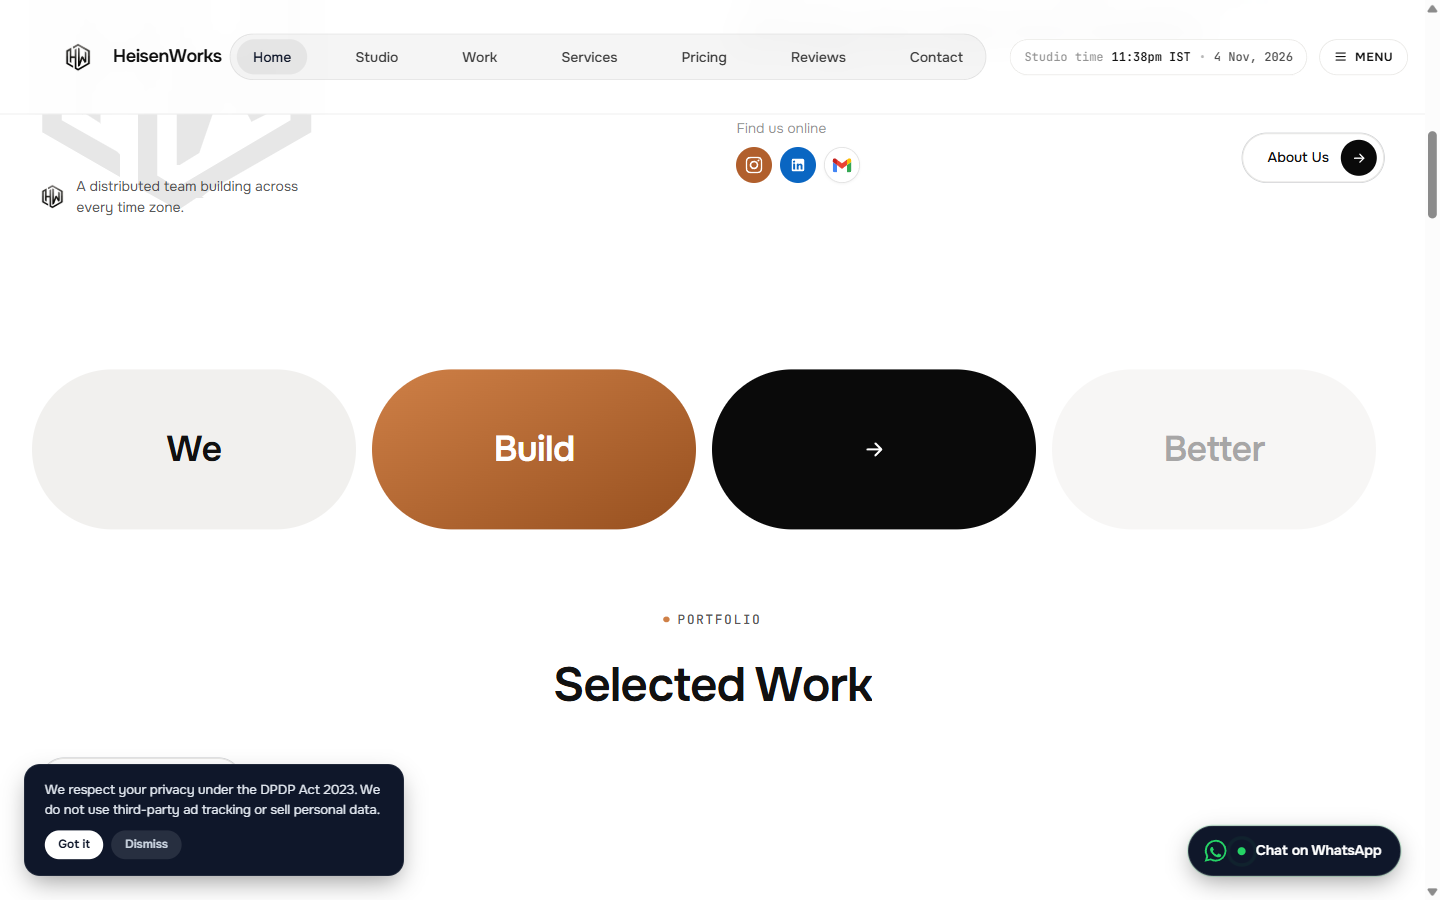 HW HeisenWorks
Home
Studio
Work
Services
Pricing
Reviews
Contact
Studio time 11:38pm IST • 4 Nov, 2026
MENU
Find us online
About Us
HW
A distributed team building across
every time zone.
We
Build
Better
PORTFOLIO
Selected Work
We respect your privacy under the DPDP Act 2023. We
do not use third-party ad tracking or sell personal data.
Got it
Dismiss
Chat on WhatsApp